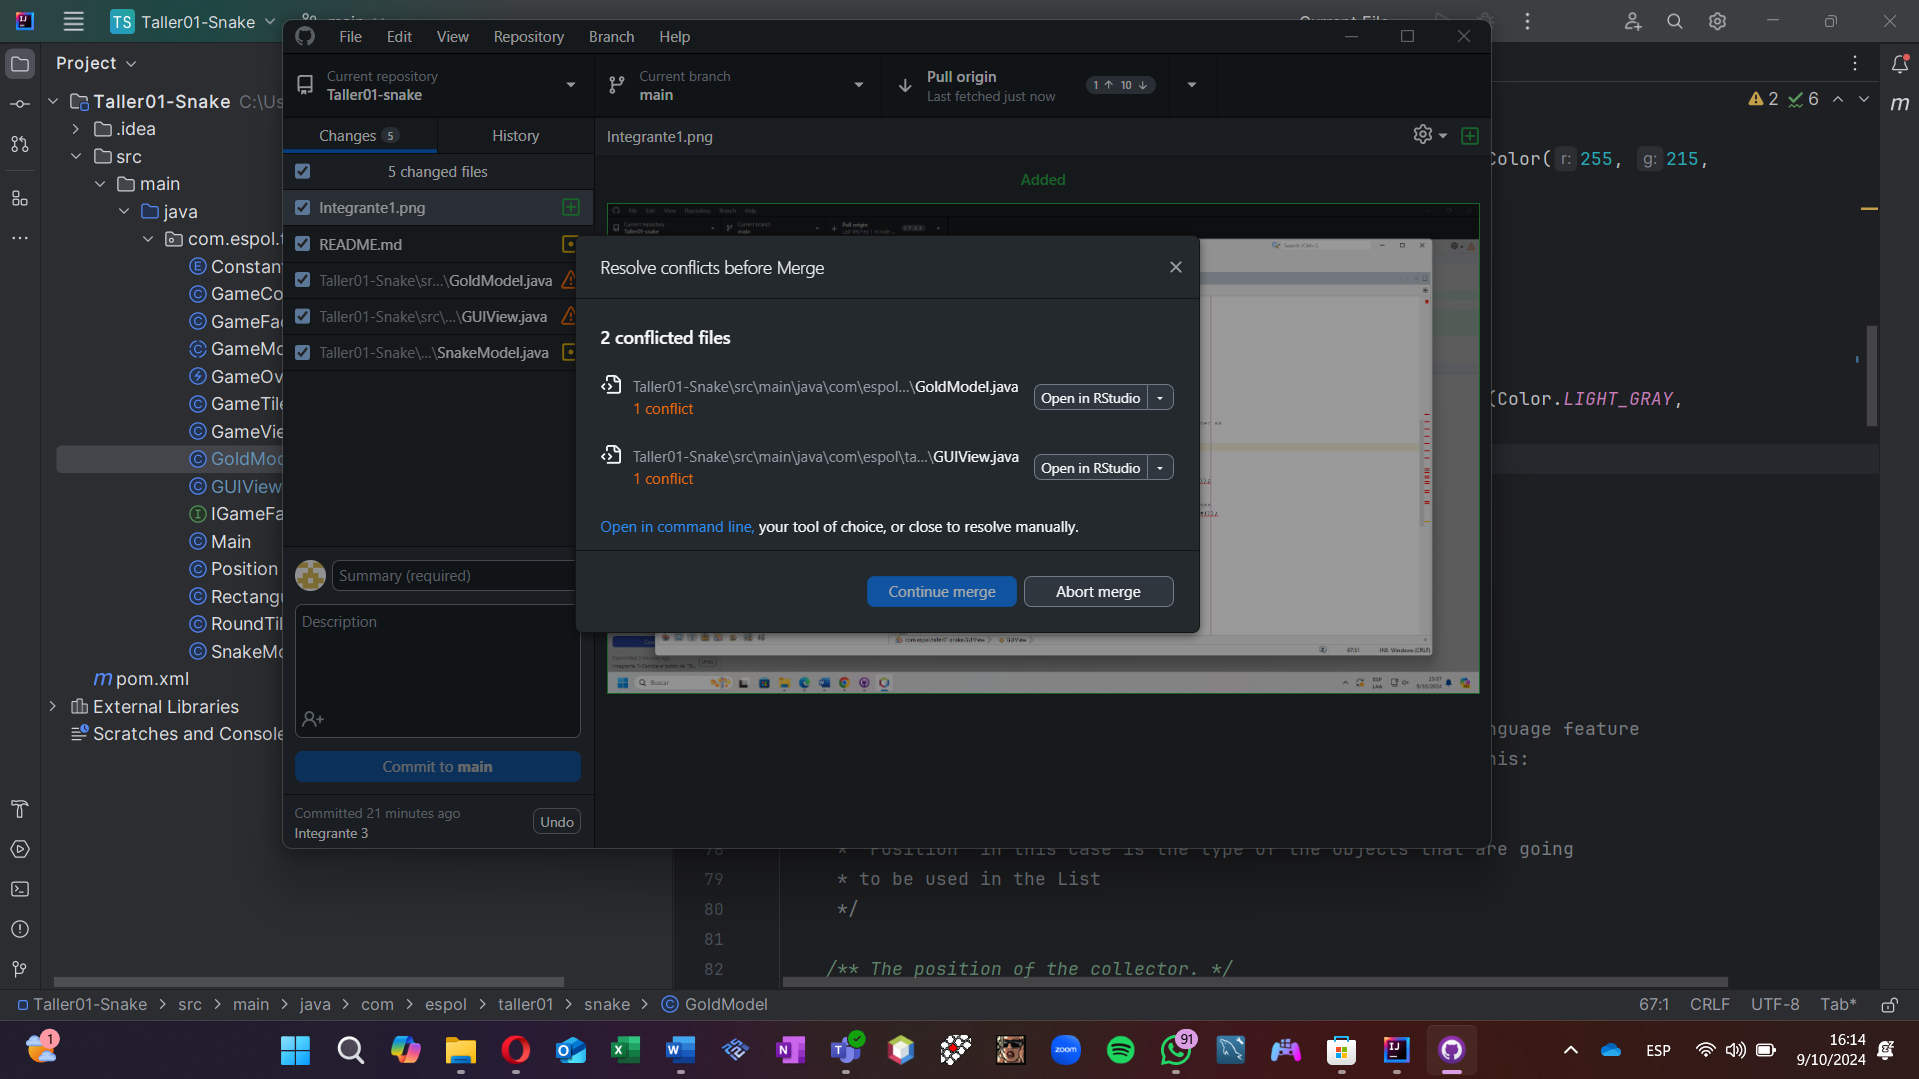 TS Taller01-Snake
File Edit View Repository Branch Help
Project
Current repository
Taller01-snake
Current branch
main
Pull origin
Last fetched just now
1 ↑ 10 ↓
Taller01-Snake C:\Us
.idea
src
main
java
com.espol.
Constan
GameCo
GameFa
GameMo
GameOv
GameTile
GameVie
GoldMod
GUIView
IGameFa
Main
Position
Rectang
RoundTil
SnakeMo
pom.xml
External Libraries
Scratches and Console
Changes 5
History
5 changed files
Integrante1.png
README.md
Taller01-Snake\sr...\GoldModel.java
Taller01-Snake\src\...\GUIView.java
Taller01-Snake\...\SnakeModel.java
Summary (required)
Description
Commit to main
Committed 21 minutes ago
Integrante 3
Undo
Integrante1.png
Added
Resolve conflicts before Merge
2 conflicted files
Taller01-Snake\src\main\java\com\espol...\GoldModel.java
1 conflict
Open in RStudio
Taller01-Snake\src\main\java\com\espol\ta...\GUIView.java
1 conflict
Open in RStudio
Open in command line, your tool of choice, or close to resolve manually.
Continue merge
Abort merge
2 6
m
Color( r: 255, g: 215,
(Color.LIGHT_GRAY,
nguage feature
his:
78 * Position in this case is the type of the objects that are going
79 * to be used in the List
80 */
81
82 /** The position of the collector. */
Taller01-Snake > src > main > java > com > espol > taller01 > snake > GoldModel
67:1 CRLF UTF-8 Tab*
1
zoom
91
ESP
16:14
9/10/2024